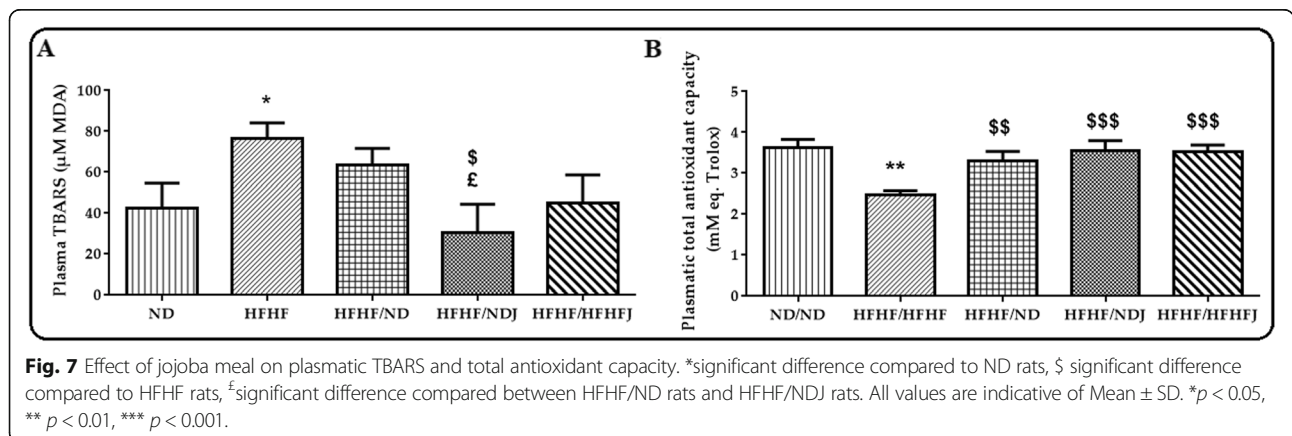 A
Plasma TBARS (µM MDA)
100
80
60
40
20
0
*
$
£
ND
HFHF
HFHF/ND
HFHF/NDJ
HFHF/HFHFJ
B
Plasmatic total antioxidant capacity
(mM eq. Trolox)
5
4
3
2
1
0
**
$$
$$$
$$$
ND/ND
HFHF/HFHF
HFHF/ND
HFHF/NDJ
HFHF/HFHFJ
Fig. 7 Effect of jojoba meal on plasmatic TBARS and total antioxidant capacity. *significant difference compared to ND rats, $ significant difference
compared to HFHF rats, £significant difference compared between HFHF/ND rats and HFHF/NDJ rats. All values are indicative of Mean ± SD. *p < 0.05,
** p < 0.01, *** p < 0.001.